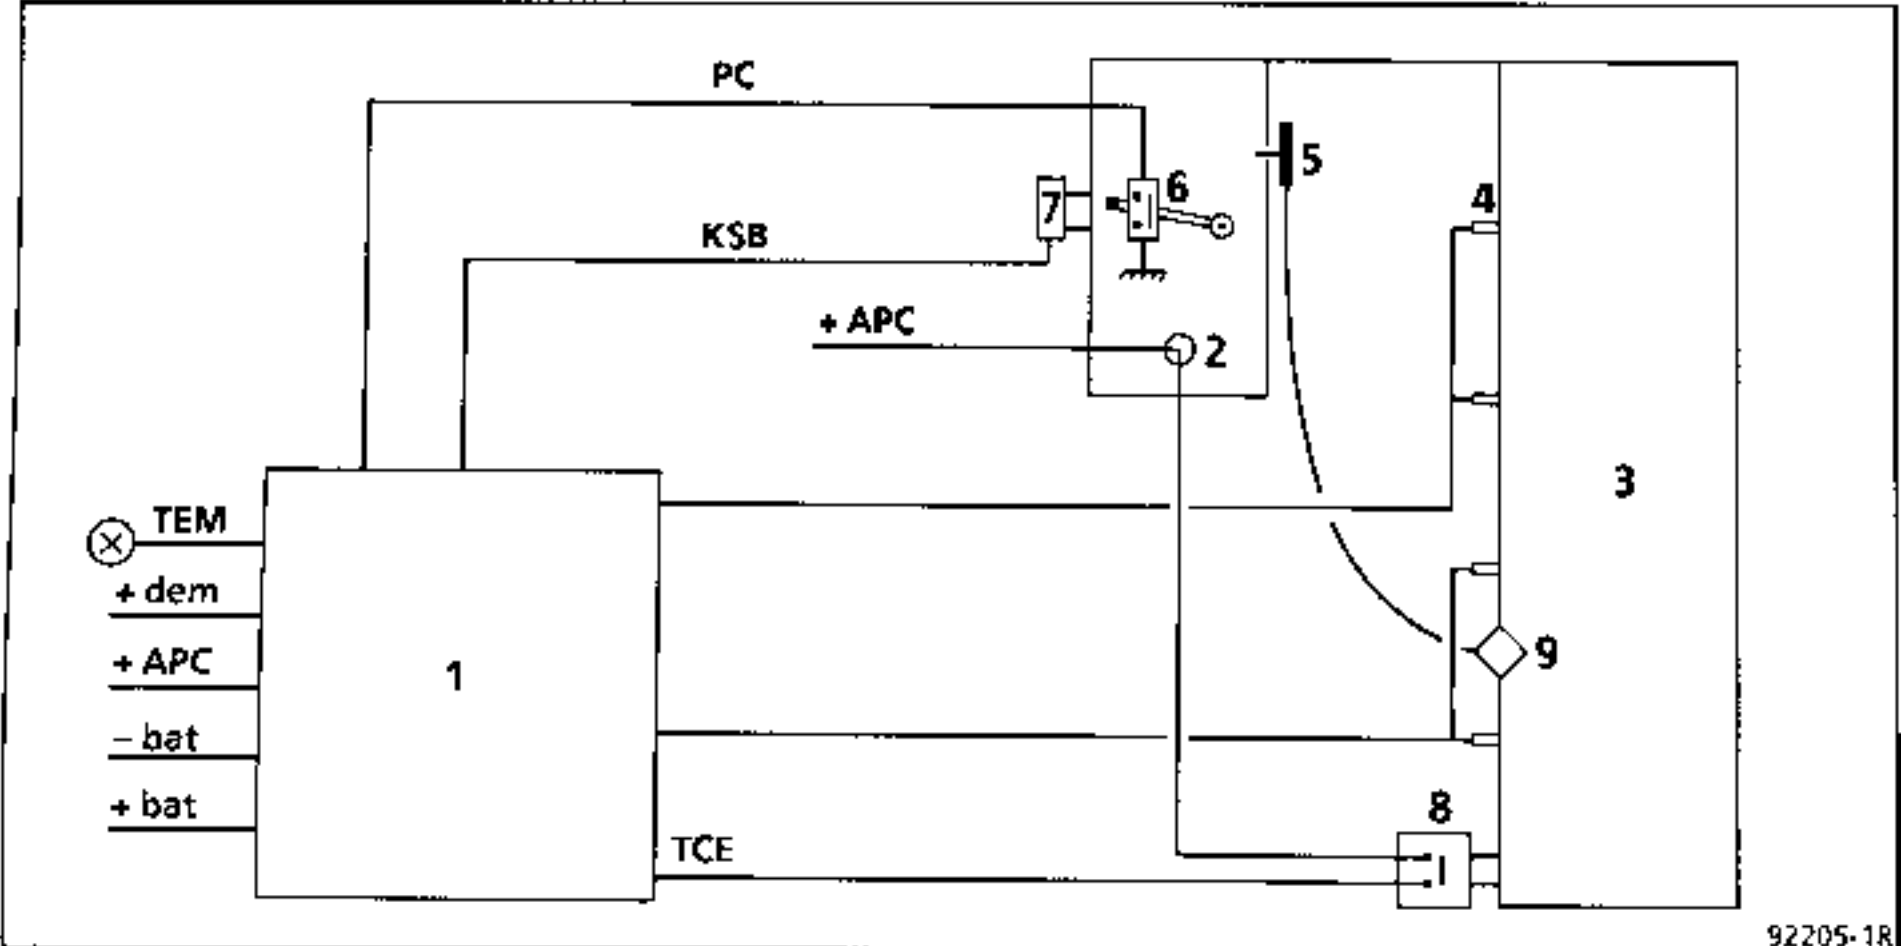 PC
5
6
4
7
KSB
+ APC
2
3
TEM
+ dem
+ APC
1
9
– bat
+ bat
8
TCE
92205-1R